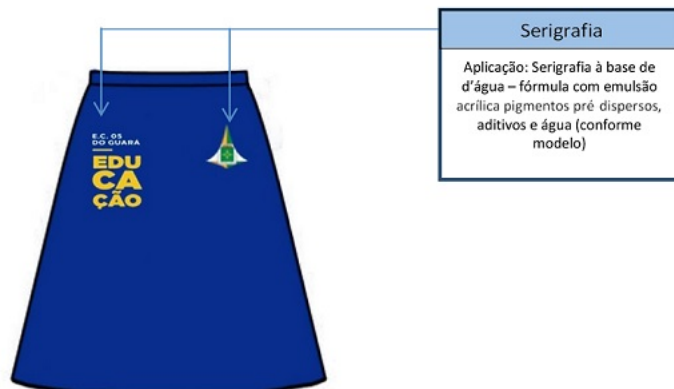 Serigrafia
Aplicação: Serigrafia à base de
d’água – fórmula com emulsão
acrílica pigmentos pré dispersos,
aditivos e água (conforme
modelo)
E.C. 05
DO GUARÁ
EDU
CA
ÇÃO